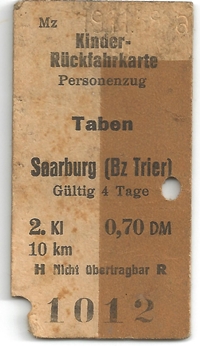 Mz
Kinder-
Rückfahrkarte
Personenzug
Taben
Saarburg (Bz Trier)
Gültig 4 Tage
2. Kl 0,70 DM
10 km
H Nicht übertragbar R
1012